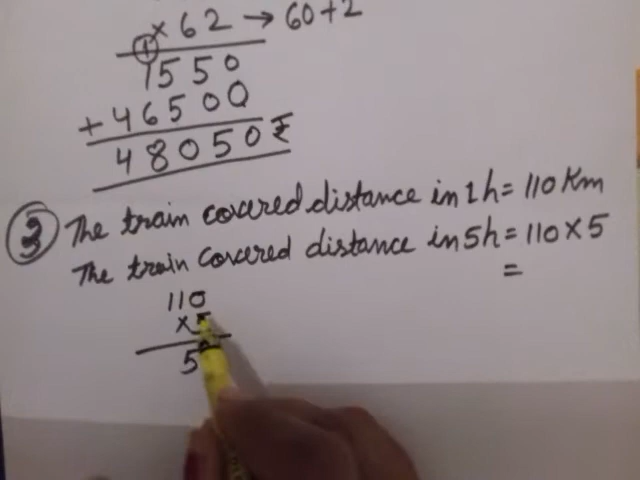 × 62 → 60+2
1
1550
+ 46500
48050₹
3 The train covered distance in 1h = 110 Km
The train covered distance in 5h = 110 × 5
=
110
×5
5